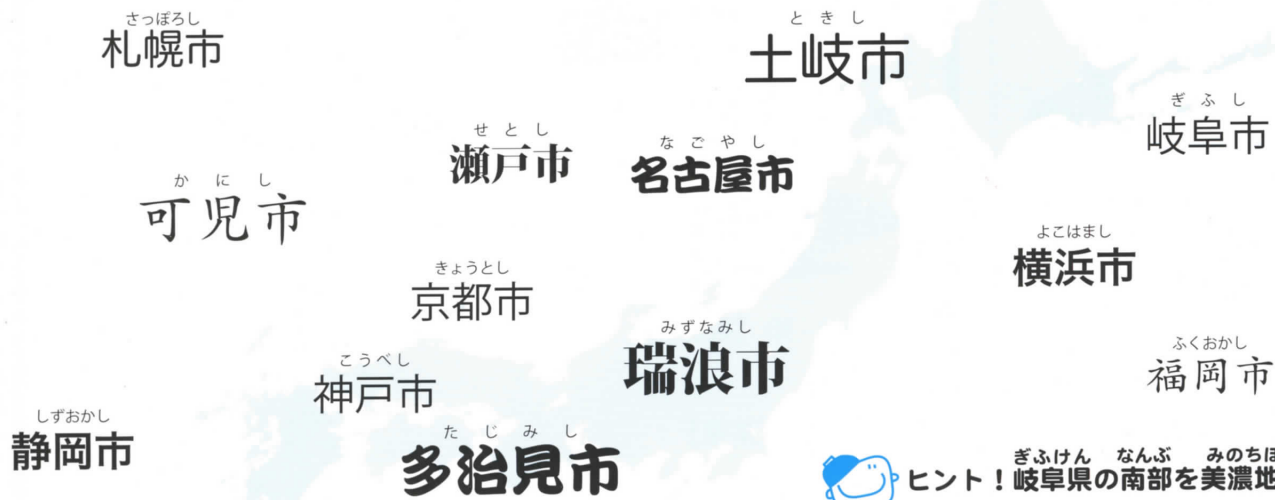 さっぽろし
札幌市
ときし
土岐市
ぎふし
岐阜市
せとし
瀬戸市
なごやし
名古屋市
かにし
可児市
よこはまし
横浜市
きょうとし
京都市
みずなみし
瑞浪市
ふくおかし
福岡市
こうべし
神戸市
しずおかし
静岡市
たじみし
多治見市
ぎふけん なんぶ みのちほ
ヒント!岐阜県の南部を美濃地